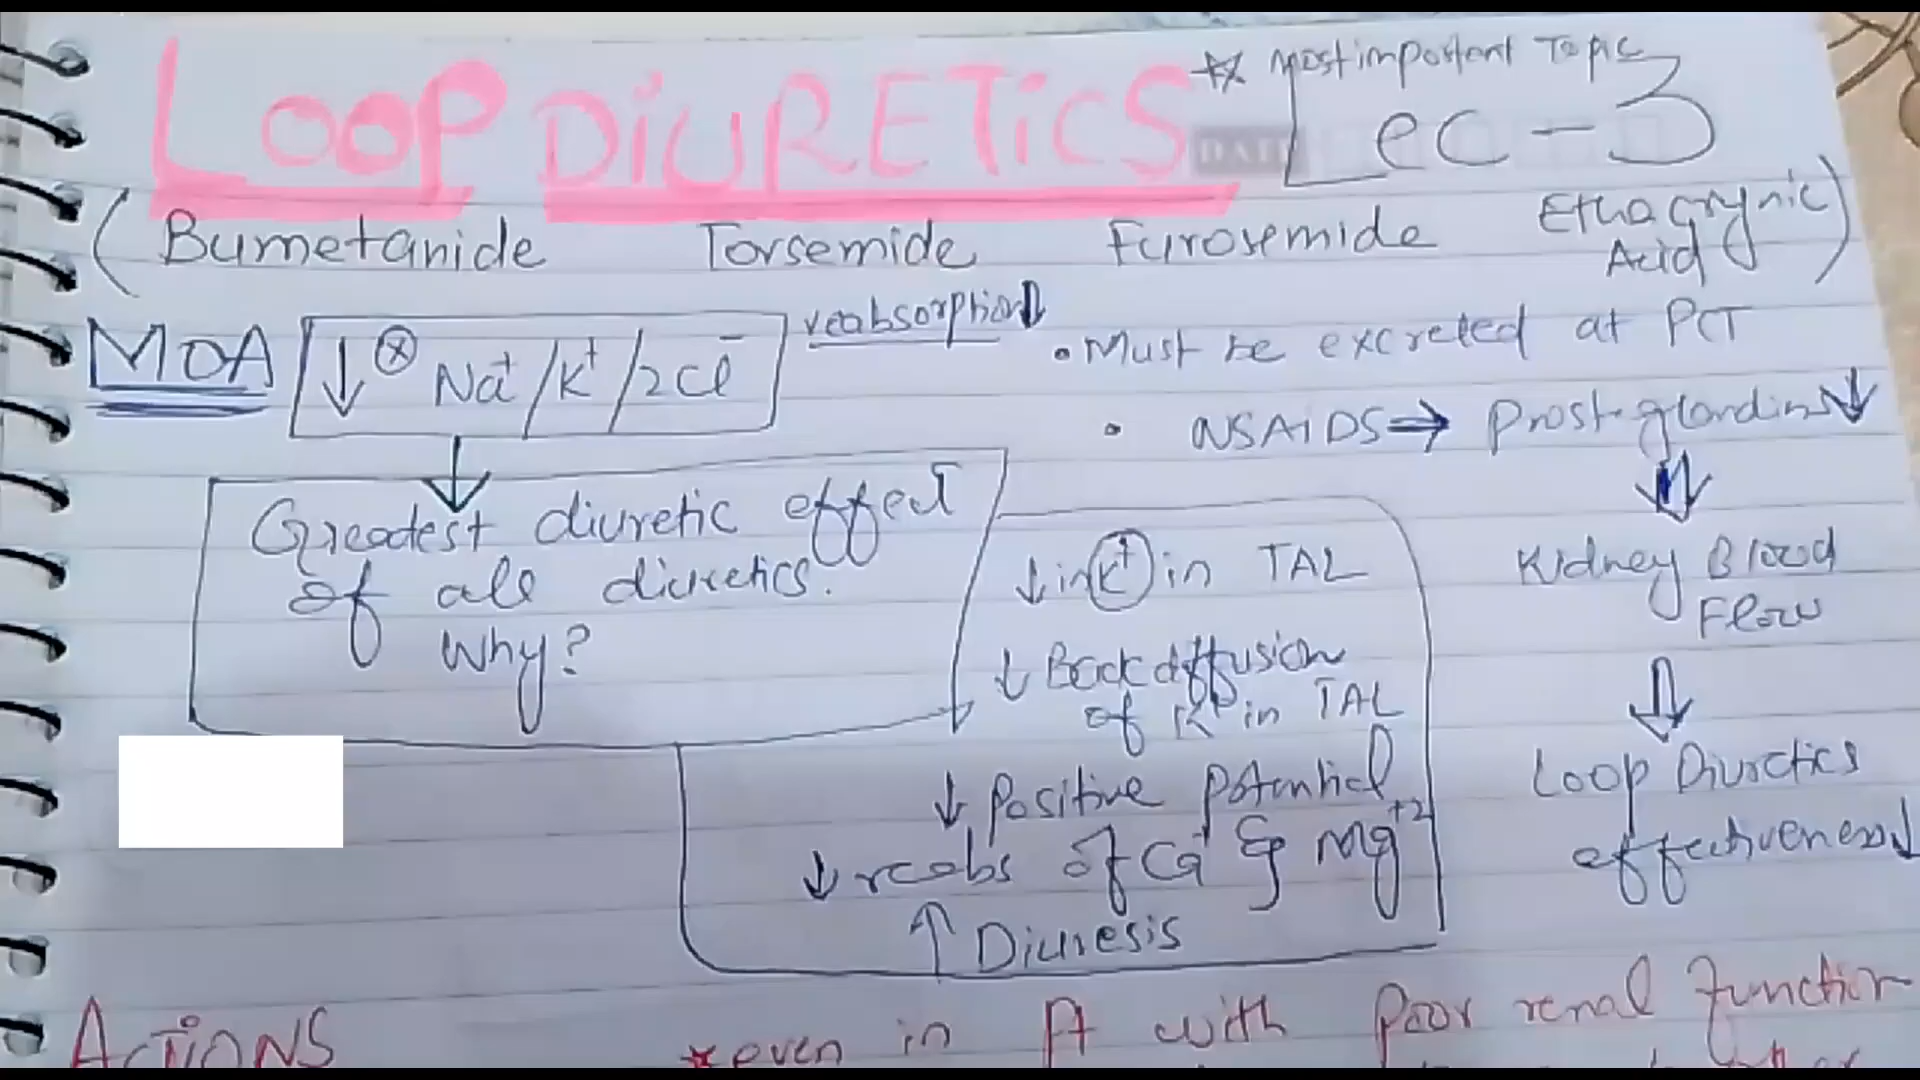 ☆ Most important Topic
LOOP DIURETICS
Lec-3
DATE
(Bumetanide Torsemide Furosemide Ethacrynic Acid)
MOA
↓ ⓧ Na⁺/K⁺/2Cl⁻
reabsorption↓
Greatest diuretic effect
of all diuretics.
Why?
↓ in K⁺ in TAL
↓ Back diffusion
of K⁺ in TAL
↓ Positive potential
↓ reabs of Ca⁺ & Mg⁺²
↑ Diuresis
• Must be excreted at PCT
• NSAIDS → Prostaglandins↓
⇓
Kidney Blood
Flow
⇓
Loop Diuretics
effectiveness↓
ACTIONS
*even in Pt with Poor renal function